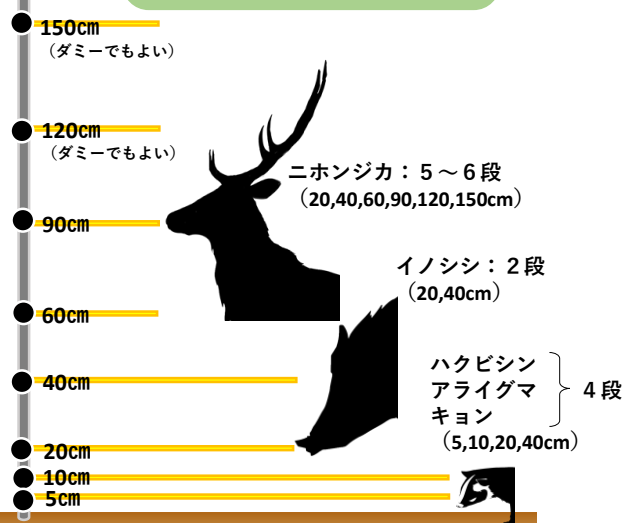 150㎝
（ダミーでもよい）
120㎝
（ダミーでもよい）
ニホンジカ：５～６段
（20,40,60,90,120,150cm）
90㎝
イノシシ：２段
（20,40cm）
60㎝
ハクビシン
アライグマ
キョン
４段
（5,10,20,40cm）
40㎝
20㎝
10㎝
5㎝